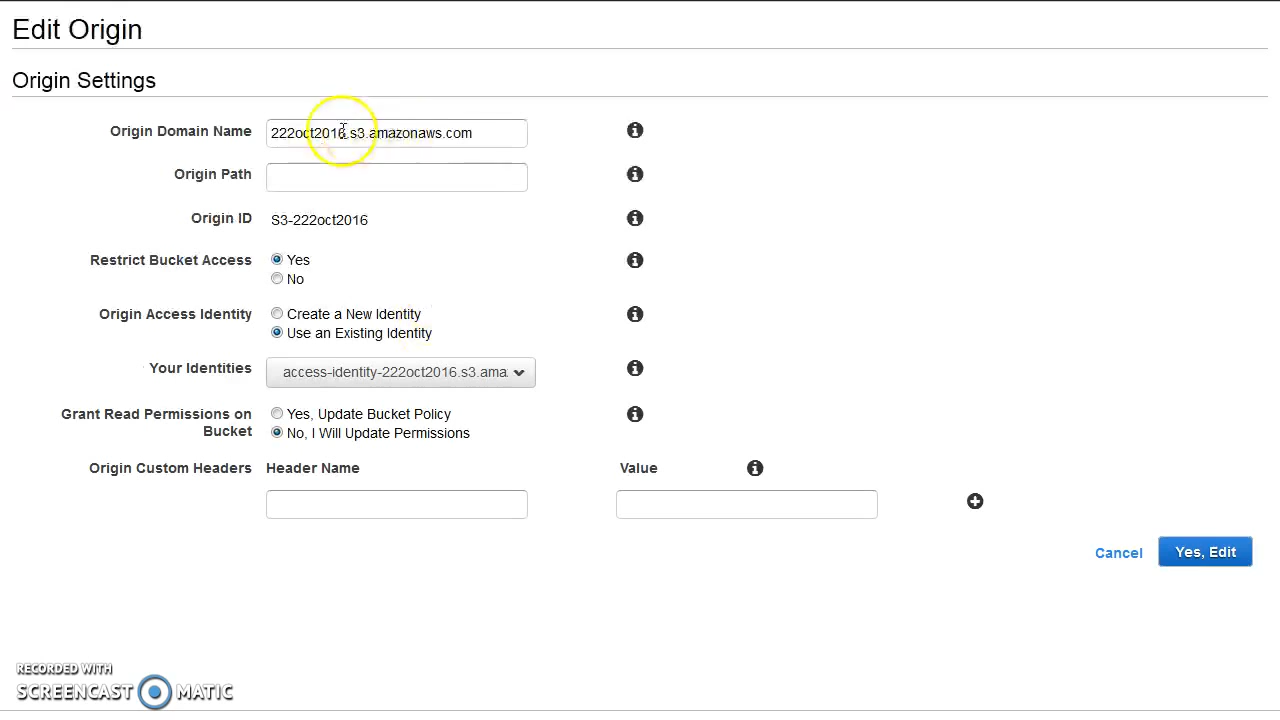 Edit Origin
Origin Settings
Origin Domain Name 222oct2016.s3.amazonaws.com
Origin Path
Origin ID S3-222oct2016
Restrict Bucket Access Yes
No
Origin Access Identity Create a New Identity
Use an Existing Identity
Your Identities access-identity-222oct2016.s3.ama
Grant Read Permissions on Yes, Update Bucket Policy
Bucket No, I Will Update Permissions
Origin Custom Headers Header Name Value
Cancel Yes, Edit
RECORDED WITH
SCREENCAST MATIC